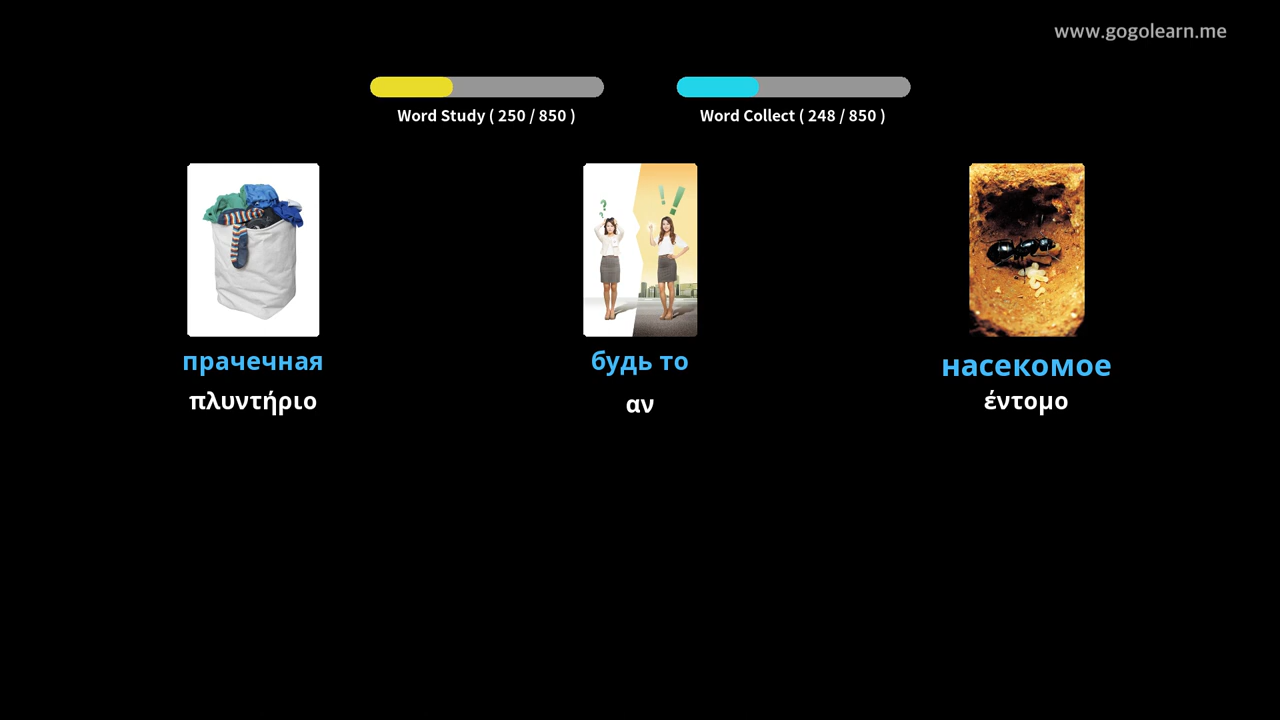 www.gogolearn.me
Word Study ( 250 / 850 )
Word Collect ( 248 / 850 )
прачечная
будь то
насекомое
πλυντήριο
αν
έντομο